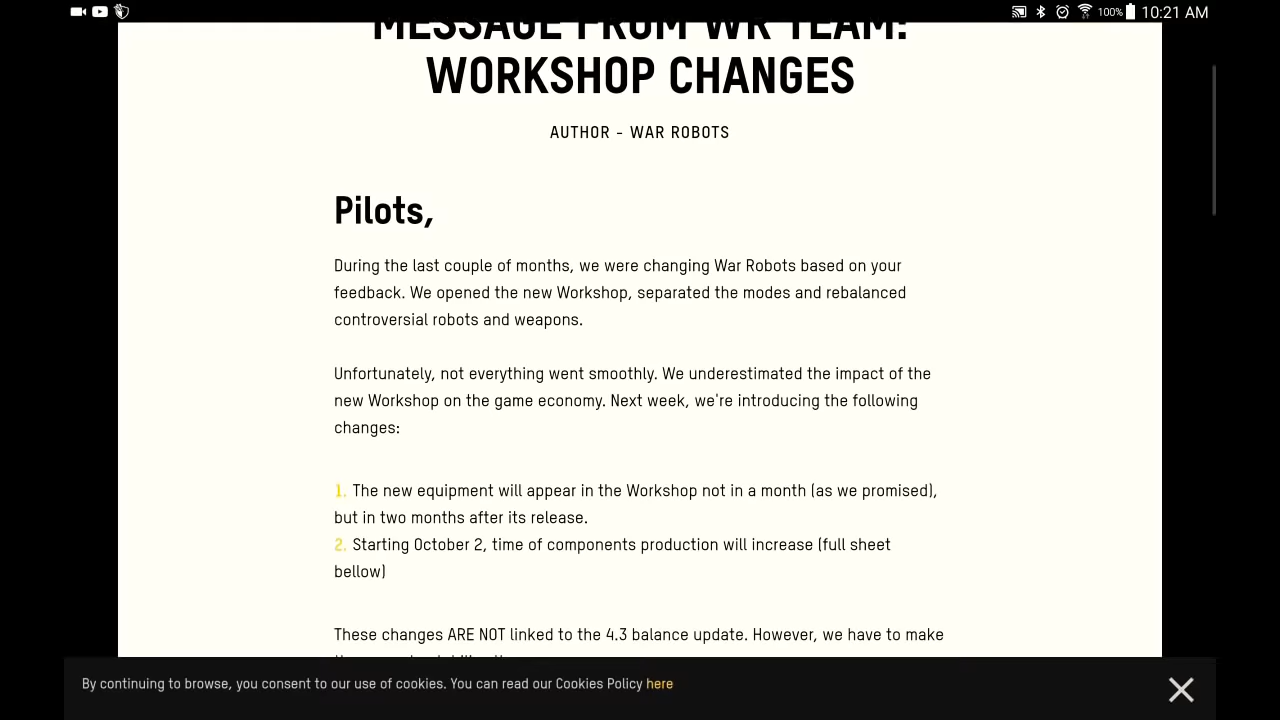 100% 10:21 AM
MESSAGE FROM WR TEAM:
WORKSHOP CHANGES
AUTHOR - WAR ROBOTS
Pilots,
During the last couple of months, we were changing War Robots based on your
feedback. We opened the new Workshop, separated the modes and rebalanced
controversial robots and weapons.
Unfortunately, not everything went smoothly. We underestimated the impact of the
new Workshop on the game economy. Next week, we're introducing the following
changes:
1. The new equipment will appear in the Workshop not in a month (as we promised),
but in two months after its release.
2. Starting October 2, time of components production will increase (full sheet
bellow)
These changes ARE NOT linked to the 4.3 balance update. However, we have to make
By continuing to browse, you consent to our use of cookies. You can read our Cookies Policy here